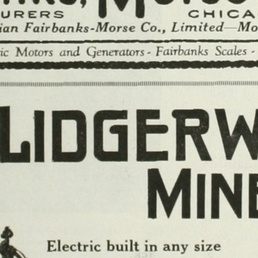 URERS CHICA
ian Fairbanks-Morse Co., Limited—Mo
ic Motors and Generators - Fairbanks Scales -
LIDGERW
MINE
Electric built in any size